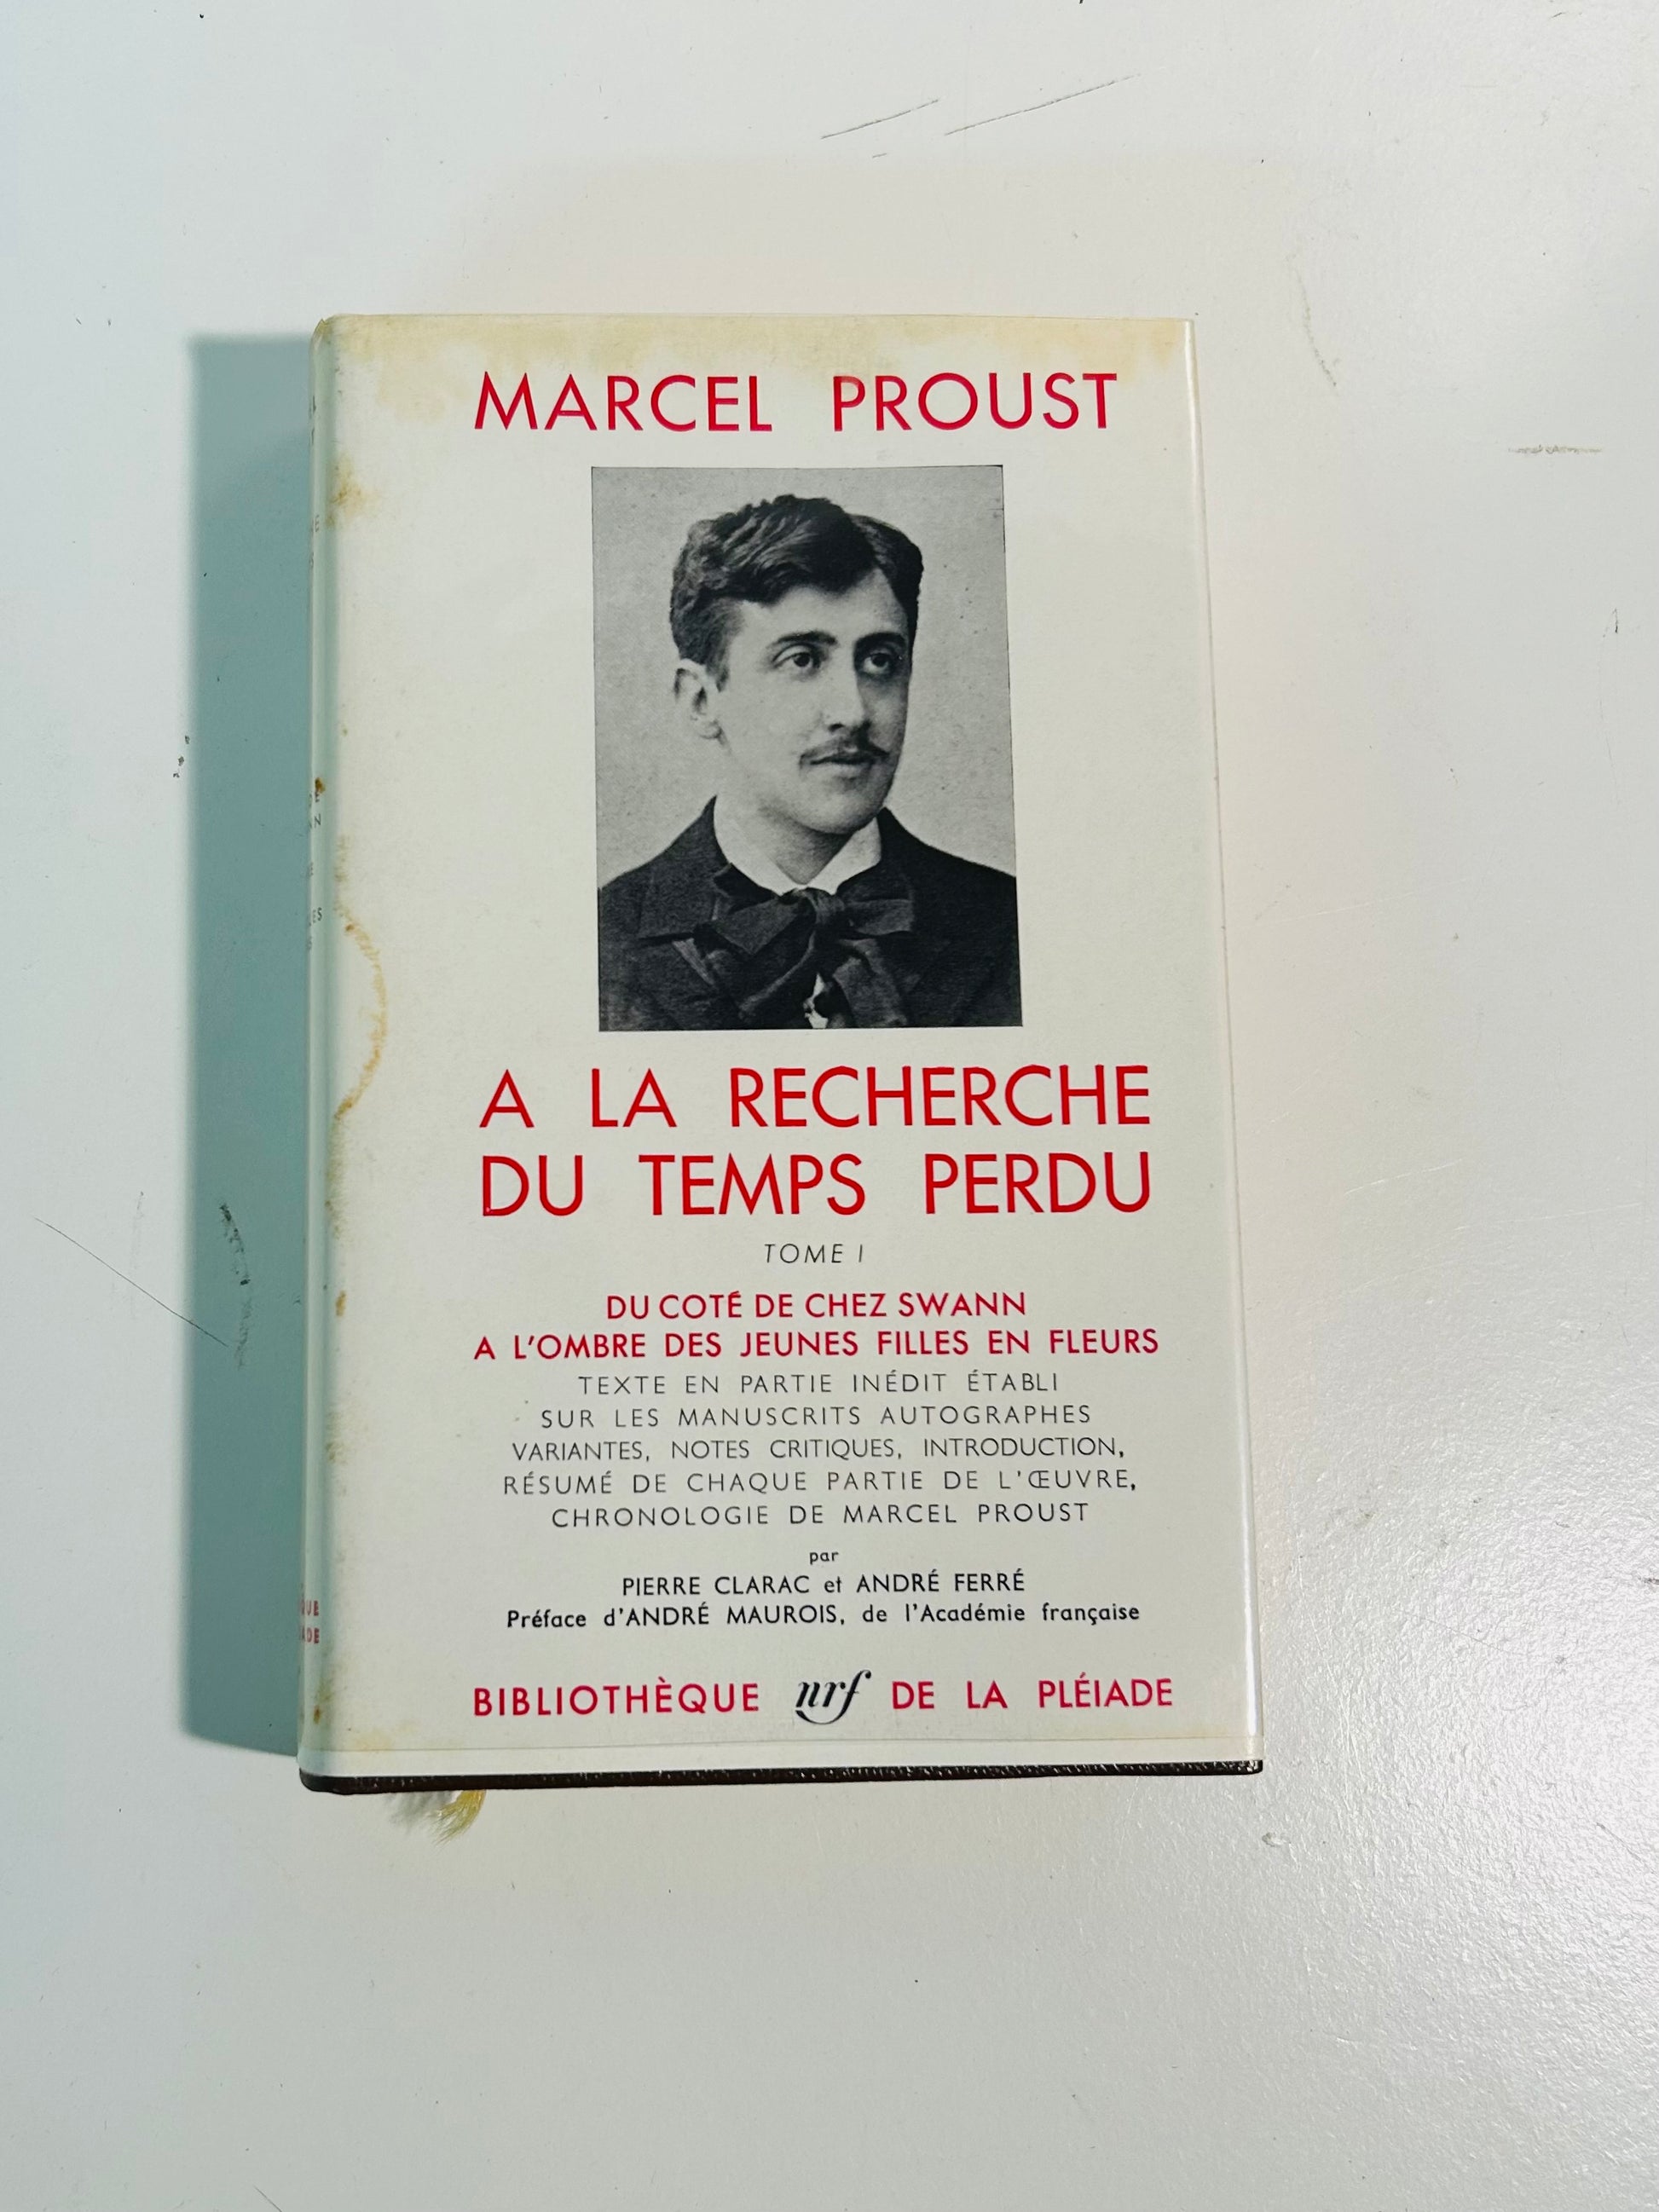 MARCEL PROUST
A LA RECHERCHE
DU TEMPS PERDU
TOME I
DU COTÉ DE CHEZ SWANN
A L'OMBRE DES JEUNES FILLES EN FLEURS
TEXTE EN PARTIE INÉDIT ÉTABLI
SUR LES MANUSCRITS AUTOGRAPHES
VARIANTES, NOTES CRITIQUES, INTRODUCTION,
RÉSUMÉ DE CHAQUE PARTIE DE L'ŒUVRE,
CHRONOLOGIE DE MARCEL PROUST
par
PIERRE CLARAC et ANDRÉ FERRÉ
Préface d'ANDRÉ MAUROIS, de l'Académie française
BIBLIOTHÈQUE nrf DE LA PLÉIADE